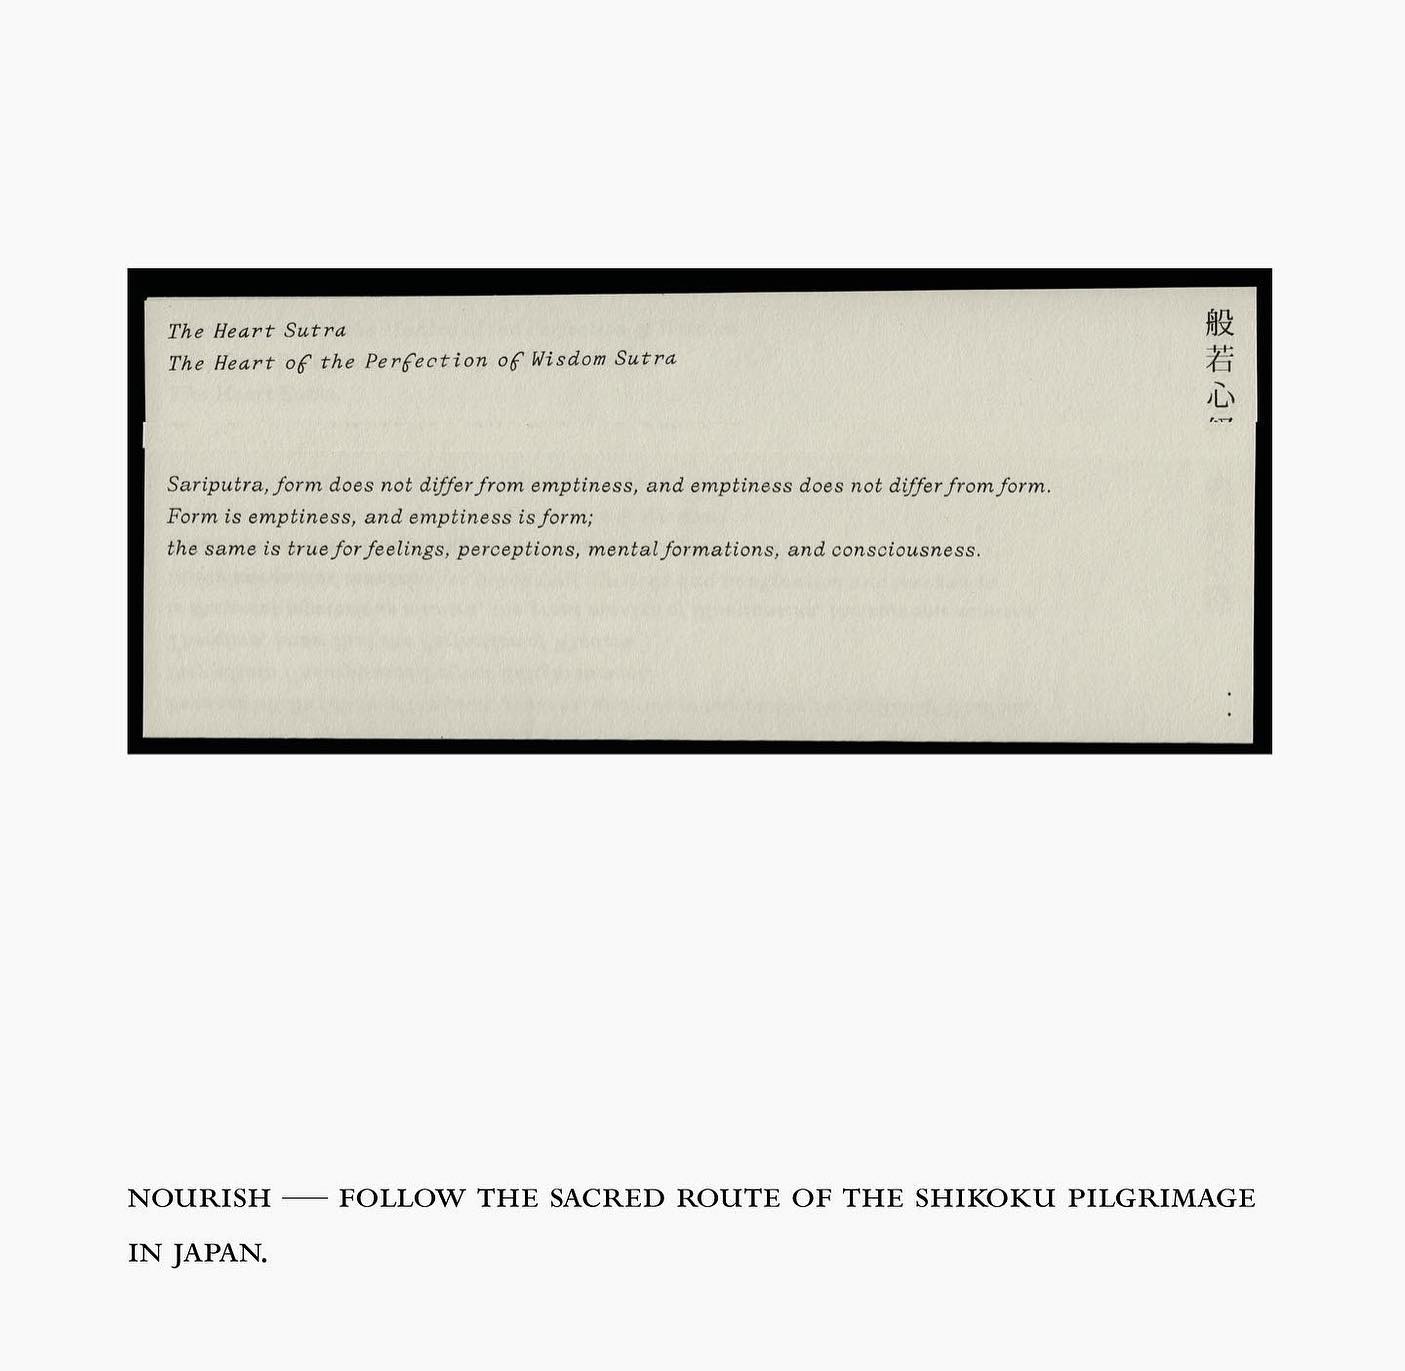 The Heart Sutra
The Heart of the Perfection of Wisdom Sutra
般若心
Sariputra, form does not differ from emptiness, and emptiness does not differ from form.
Form is emptiness, and emptiness is form;
the same is true for feelings, perceptions, mental formations, and consciousness.
NOURISH — FOLLOW THE SACRED ROUTE OF THE SHIKOKU PILGRIMAGE
IN JAPAN.